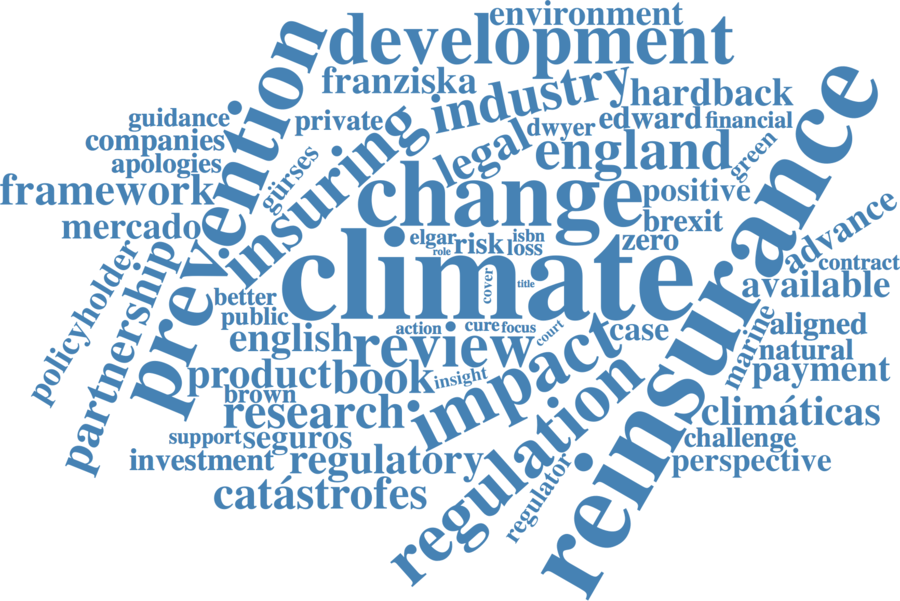 environment
development
prevention
franziska
industry
hardback
reinsurance
guidance
private
insuring
legal
dwyer
edward
financial
companies
england
green
apologies
gürses
framework
change
positive
mercado
brexit
advance
elgar
risk
isbn
zero
role
loss
climate
contract
policyholder
partnership
better
cover
title
available
public
action
cure
focus
court
case
marine
aligned
english
review
impact
natural
product
book
insight
payment
brown
research
regulation
climáticas
support
seguros
challenge
investment
regulatory
regulator
perspective
catástrofes